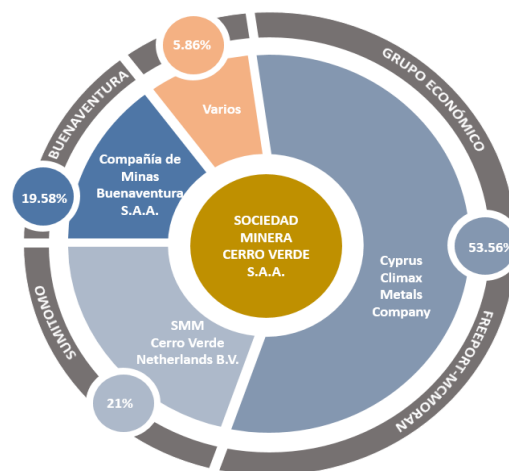 5.86%
BUENAVENTURA
GRUPO ECONÓMICO
Varios
Compañía de
Minas
Buenaventura
S.A.A.
19.58%
SOCIEDAD
MINERA
CERRO VERDE
S.A.A.
53.56%
Cyprus
Climax
Metals
Company
SUMITOMO
SMM
Cerro Verde
Netherlands B.V.
21%
FREEPORT-MCMORAN